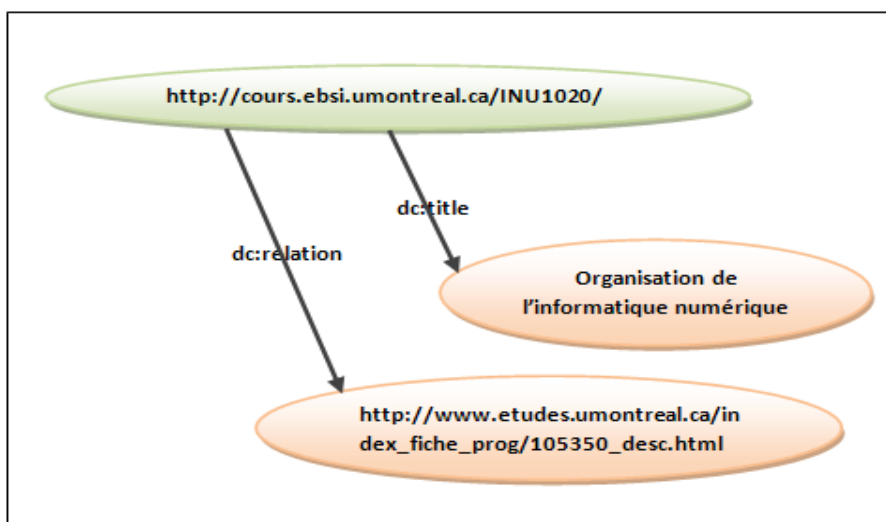 http://cours.ebsi.umontreal.ca/INU1020/
dc:title
dc:relation
Organisation de
l'informatique numérique
http://www.etudes.umontreal.ca/in
dex_fiche_prog/105350_desc.html